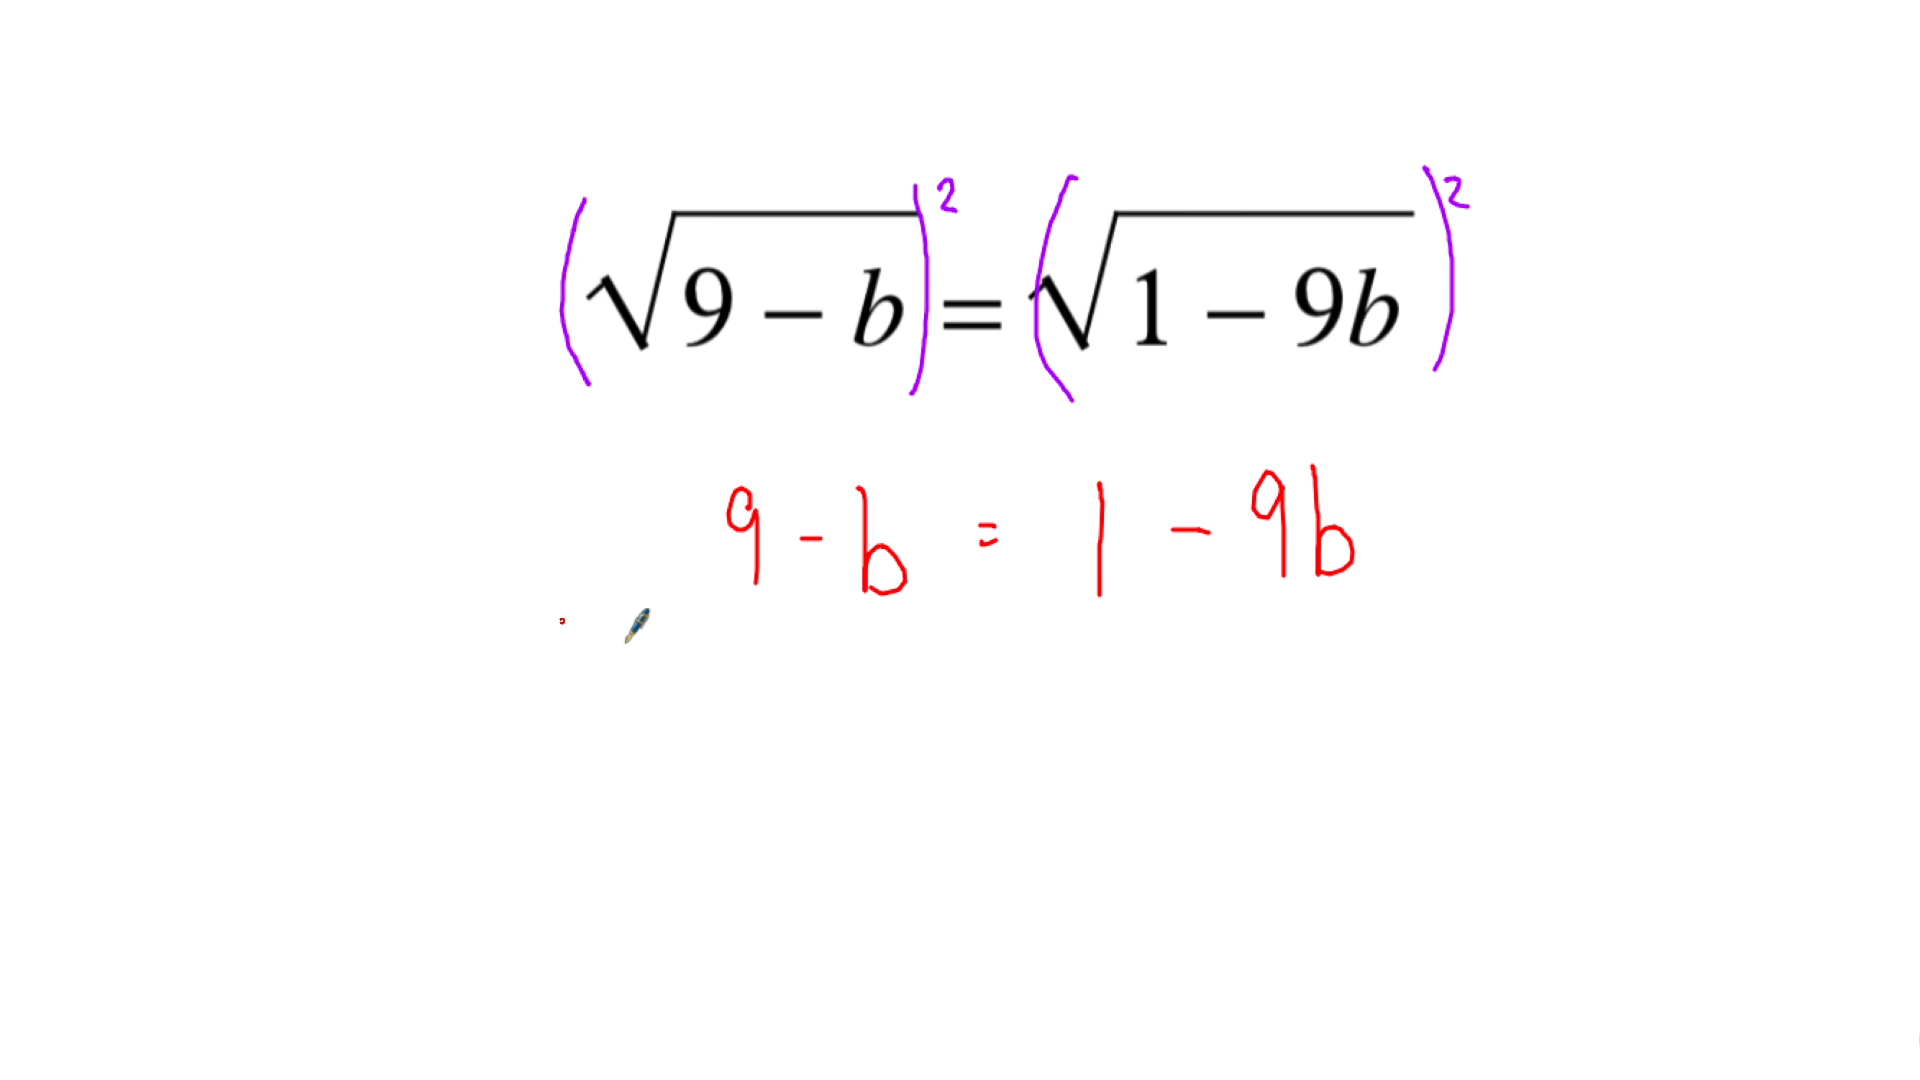 (√(9 − b))² = (√(1 − 9b))²
9 - b = 1 - 9b